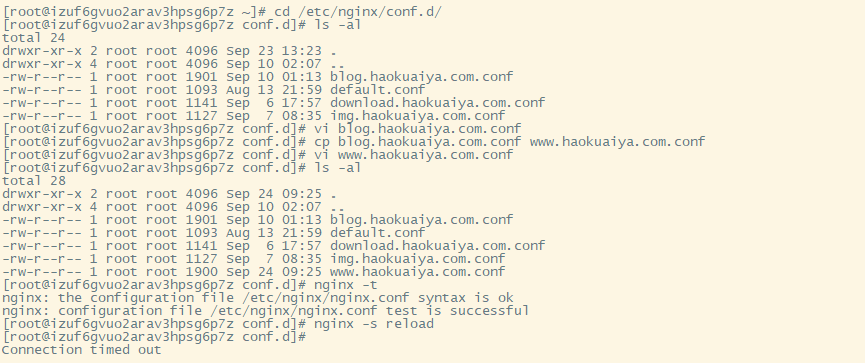 [root@izuf6gvuo2arav3hpsg6p7z ~]# cd /etc/nginx/conf.d/
[root@izuf6gvuo2arav3hpsg6p7z conf.d]# ls -al
total 24
drwxr-xr-x 2 root root 4096 Sep 23 13:23 .
drwxr-xr-x 4 root root 4096 Sep 10 02:07 ..
-rw-r--r-- 1 root root 1901 Sep 10 01:13 blog.haokuaiya.com.conf
-rw-r--r-- 1 root root 1093 Aug 13 21:59 default.conf
-rw-r--r-- 1 root root 1141 Sep  6 17:57 download.haokuaiya.com.conf
-rw-r--r-- 1 root root 1127 Sep  7 08:35 img.haokuaiya.com.conf
[root@izuf6gvuo2arav3hpsg6p7z conf.d]# vi blog.haokuaiya.com.conf
[root@izuf6gvuo2arav3hpsg6p7z conf.d]# cp blog.haokuaiya.com.conf www.haokuaiya.com.conf
[root@izuf6gvuo2arav3hpsg6p7z conf.d]# vi www.haokuaiya.com.conf
[root@izuf6gvuo2arav3hpsg6p7z conf.d]# ls -al
total 28
drwxr-xr-x 2 root root 4096 Sep 24 09:25 .
drwxr-xr-x 4 root root 4096 Sep 10 02:07 ..
-rw-r--r-- 1 root root 1901 Sep 10 01:13 blog.haokuaiya.com.conf
-rw-r--r-- 1 root root 1093 Aug 13 21:59 default.conf
-rw-r--r-- 1 root root 1141 Sep  6 17:57 download.haokuaiya.com.conf
-rw-r--r-- 1 root root 1127 Sep  7 08:35 img.haokuaiya.com.conf
-rw-r--r-- 1 root root 1900 Sep 24 09:25 www.haokuaiya.com.conf
[root@izuf6gvuo2arav3hpsg6p7z conf.d]# nginx -t
nginx: the configuration file /etc/nginx/nginx.conf syntax is ok
nginx: configuration file /etc/nginx/nginx.conf test is successful
[root@izuf6gvuo2arav3hpsg6p7z conf.d]# nginx -s reload
[root@izuf6gvuo2arav3hpsg6p7z conf.d]#
Connection timed out